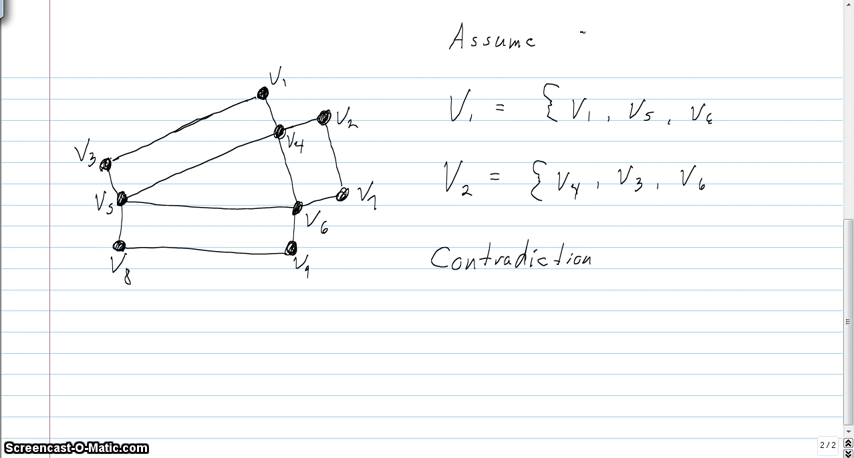 Assume
V1
V2
V1 = { V1, V5, V6
V3
V4
V5
V7
V2 = { V4, V3, V6
V6
V8
V9
Contradiction
2/2
Screencast-O-Matic.com